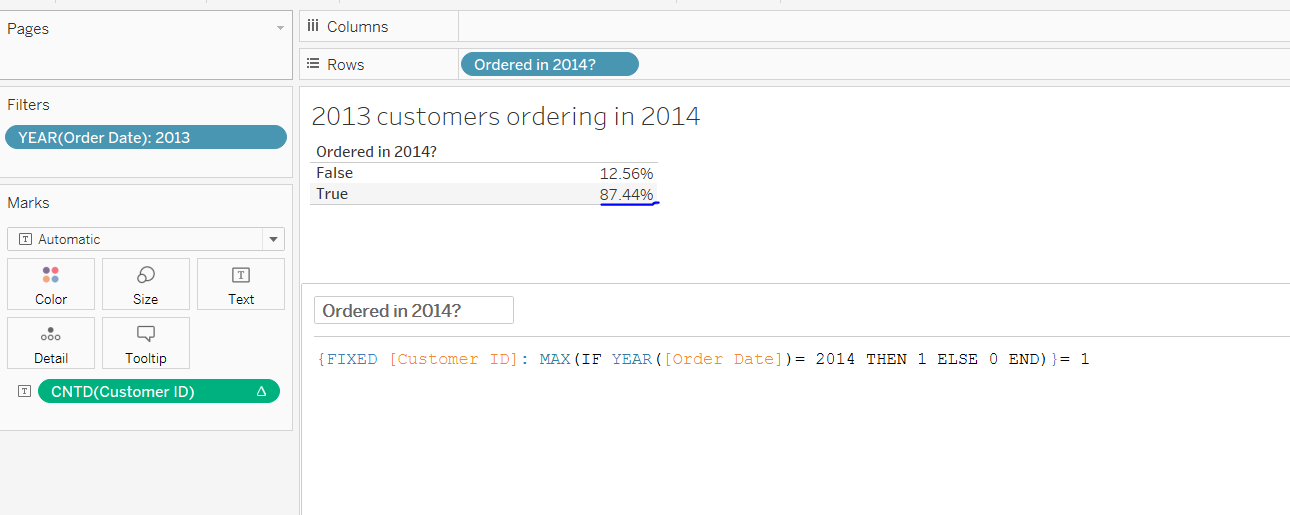 Pages
Columns
Rows
Ordered in 2014?
Filters
YEAR(Order Date): 2013
2013 customers ordering in 2014
Ordered in 2014?
False 12.56%
True 87.44%
Marks
T Automatic
Color
Size
T Text
Detail
Tooltip
T CNTD(Customer ID) Δ
Ordered in 2014?
{FIXED [Customer ID]: MAX(IF YEAR([Order Date])= 2014 THEN 1 ELSE 0 END)}= 1